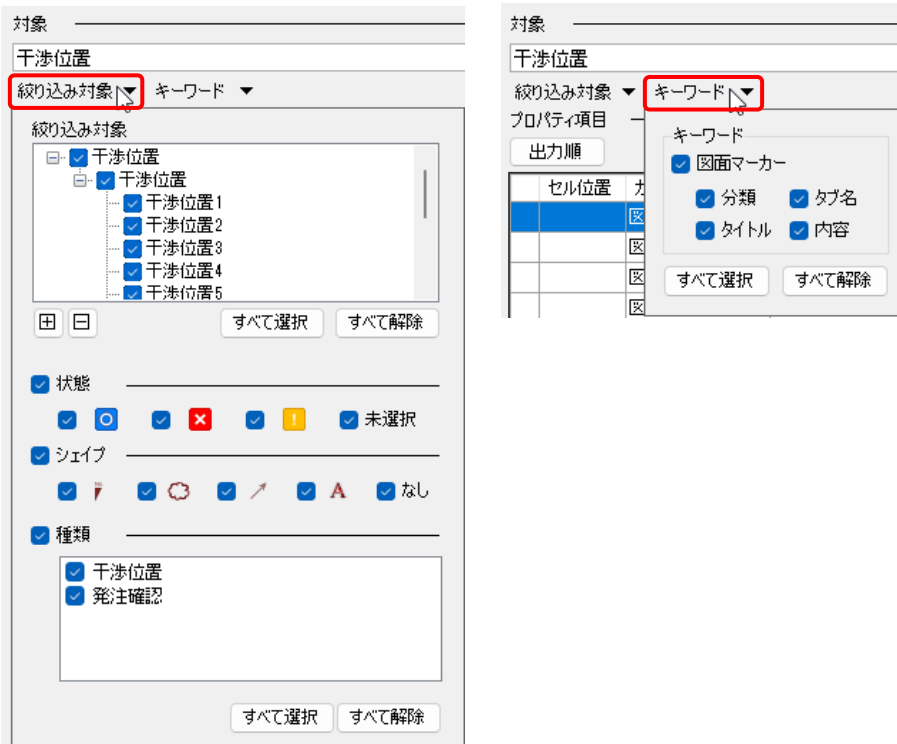 対象
干渉位置
絞り込み対象 ▼ キーワード ▼
絞り込み対象
干渉位置
干渉位置
干渉位置1
干渉位置2
干渉位置3
干渉位置4
干渉位置5
すべて選択 すべて解除
状態
未選択
シェイプ
A なし
種類
干渉位置
発注確認
すべて選択 すべて解除
対象
干渉位置
絞り込み対象 ▼ キーワード ▼
プロパティ項目
出力順
セル位置
キーワード
図面マーカー
分類 タブ名
タイトル 内容
すべて選択 すべて解除